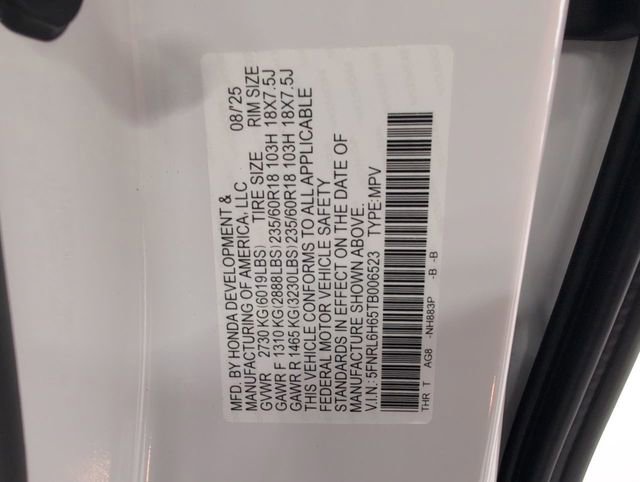 MFD. BY HONDA DEVELOPMENT & 08/'25
MANUFACTURING OF AMERICA, LLC
GVWR 2730 KG(6019LBS) TIRE SIZE RIM SIZE
GAWR F 1310 KG(2888LBS)235/60R18 103H 18X7.5J
GAWR R 1465 KG(3230LBS)235/60R18 103H 18X7.5J
THIS VEHICLE CONFORMS TO ALL APPLICABLE
FEDERAL MOTOR VEHICLE SAFETY
STANDARDS IN EFFECT ON THE DATE OF
MANUFACTURE SHOWN ABOVE.
V.I.N.: 5FNRL6H65TB006523 TYPE:MPV
THR T AG8 -NH883P -B -B